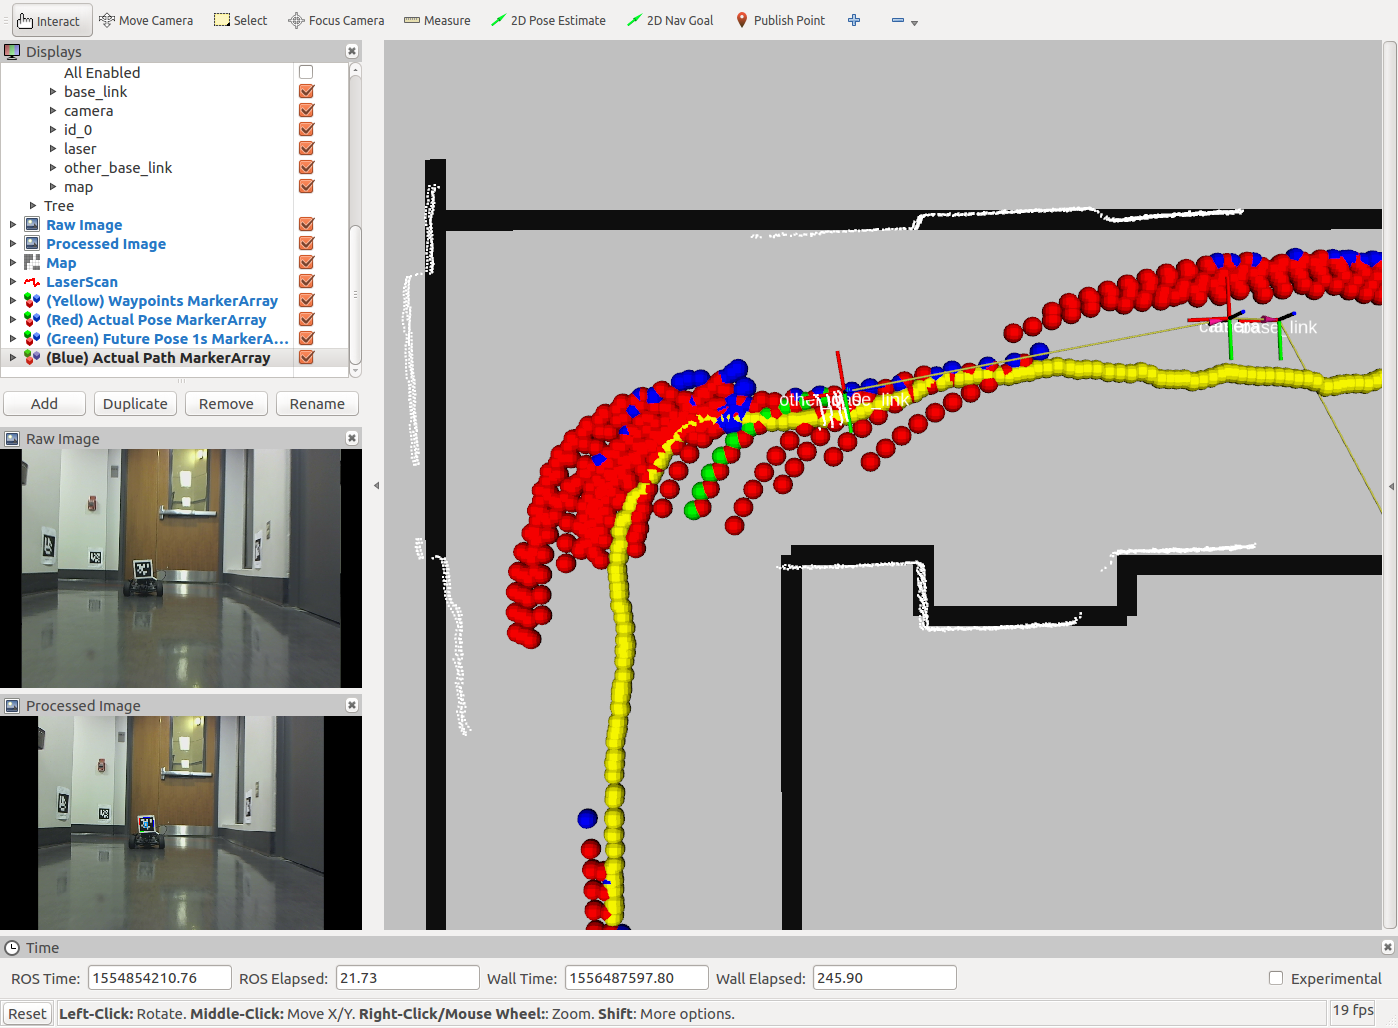 Interact Move Camera Select Focus Camera Measure 2D Pose Estimate 2D Nav Goal Publish Point
Displays
All Enabled
base_link
camera
id_0
laser
other_base_link
map
Tree
Raw Image
Processed Image
Map
LaserScan
(Yellow) Waypoints MarkerArray
(Red) Actual Pose MarkerArray
(Green) Future Pose 1s MarkerA...
(Blue) Actual Path MarkerArray
Add Duplicate Remove Rename
Raw Image
Processed Image
Time
ROS Time: 1554854210.76 ROS Elapsed: 21.73 Wall Time: 1556487597.80 Wall Elapsed: 245.90 Experimental
Reset Left-Click: Rotate. Middle-Click: Move X/Y. Right-Click/Mouse Wheel:: Zoom. Shift: More options. 19 fps